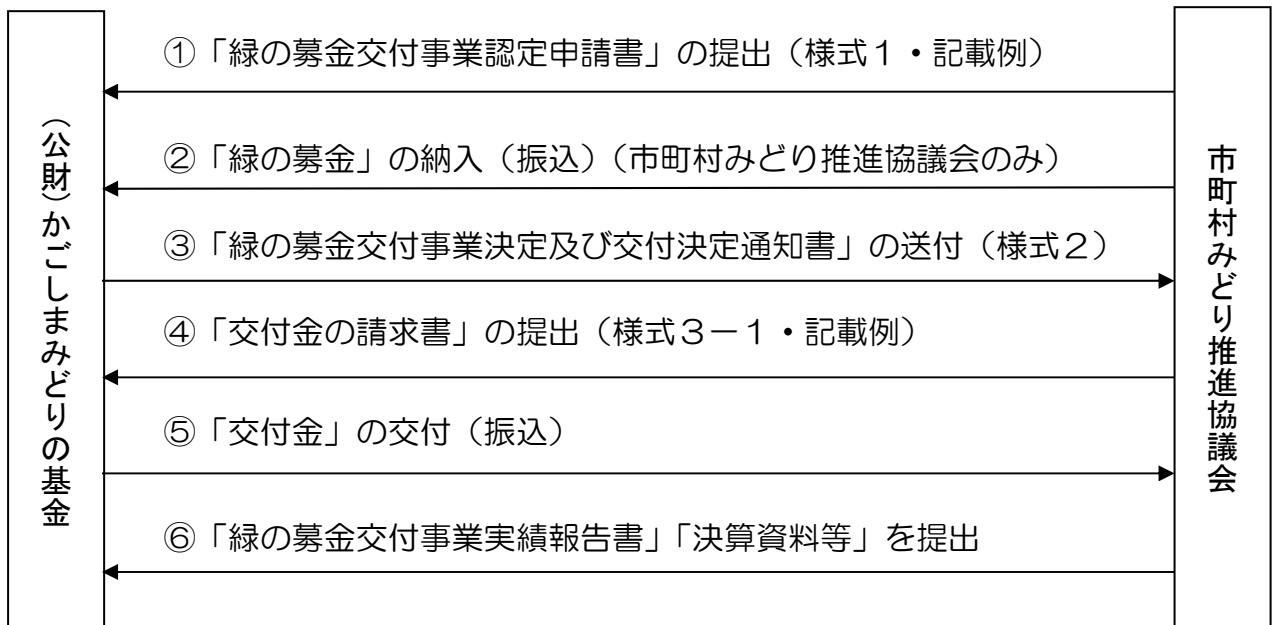 (公財)かごしまみどりの基金
①「緑の募金交付事業認定申請書」の提出(様式1・記載例)
②「緑の募金」の納入(振込)(市町村みどり推進協議会のみ)
③「緑の募金交付事業決定及び交付決定通知書」の送付(様式2)
④「交付金の請求書」の提出(様式3-1・記載例)
⑤「交付金」の交付(振込)
⑥「緑の募金交付事業実績報告書」「決算資料等」を提出
市町村みどり推進協議会